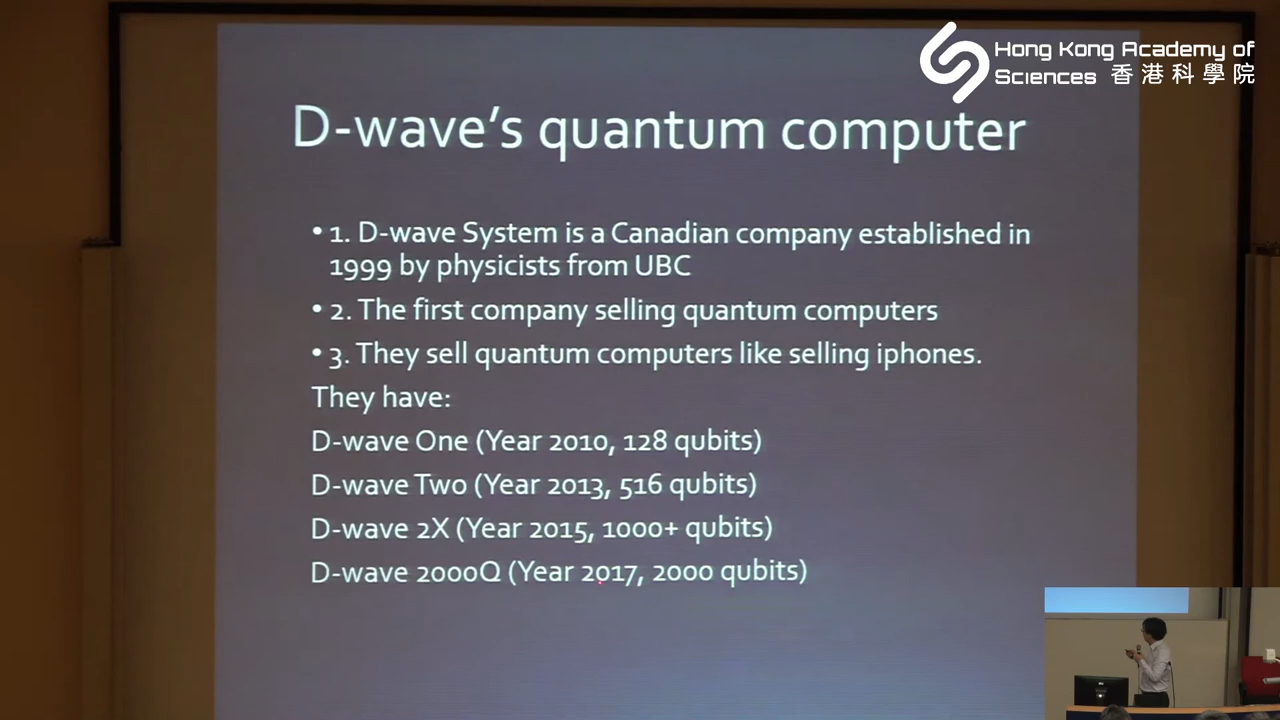 Hong Kong Academy of
Sciences 香港科學院
D-wave's quantum computer
• 1. D-wave System is a Canadian company established in
1999 by physicists from UBC
• 2. The first company selling quantum computers
• 3. They sell quantum computers like selling iphones.
They have:
D-wave One (Year 2010, 128 qubits)
D-wave Two (Year 2013, 516 qubits)
D-wave 2X (Year 2015, 1000+ qubits)
D-wave 2000Q (Year 2017, 2000 qubits)